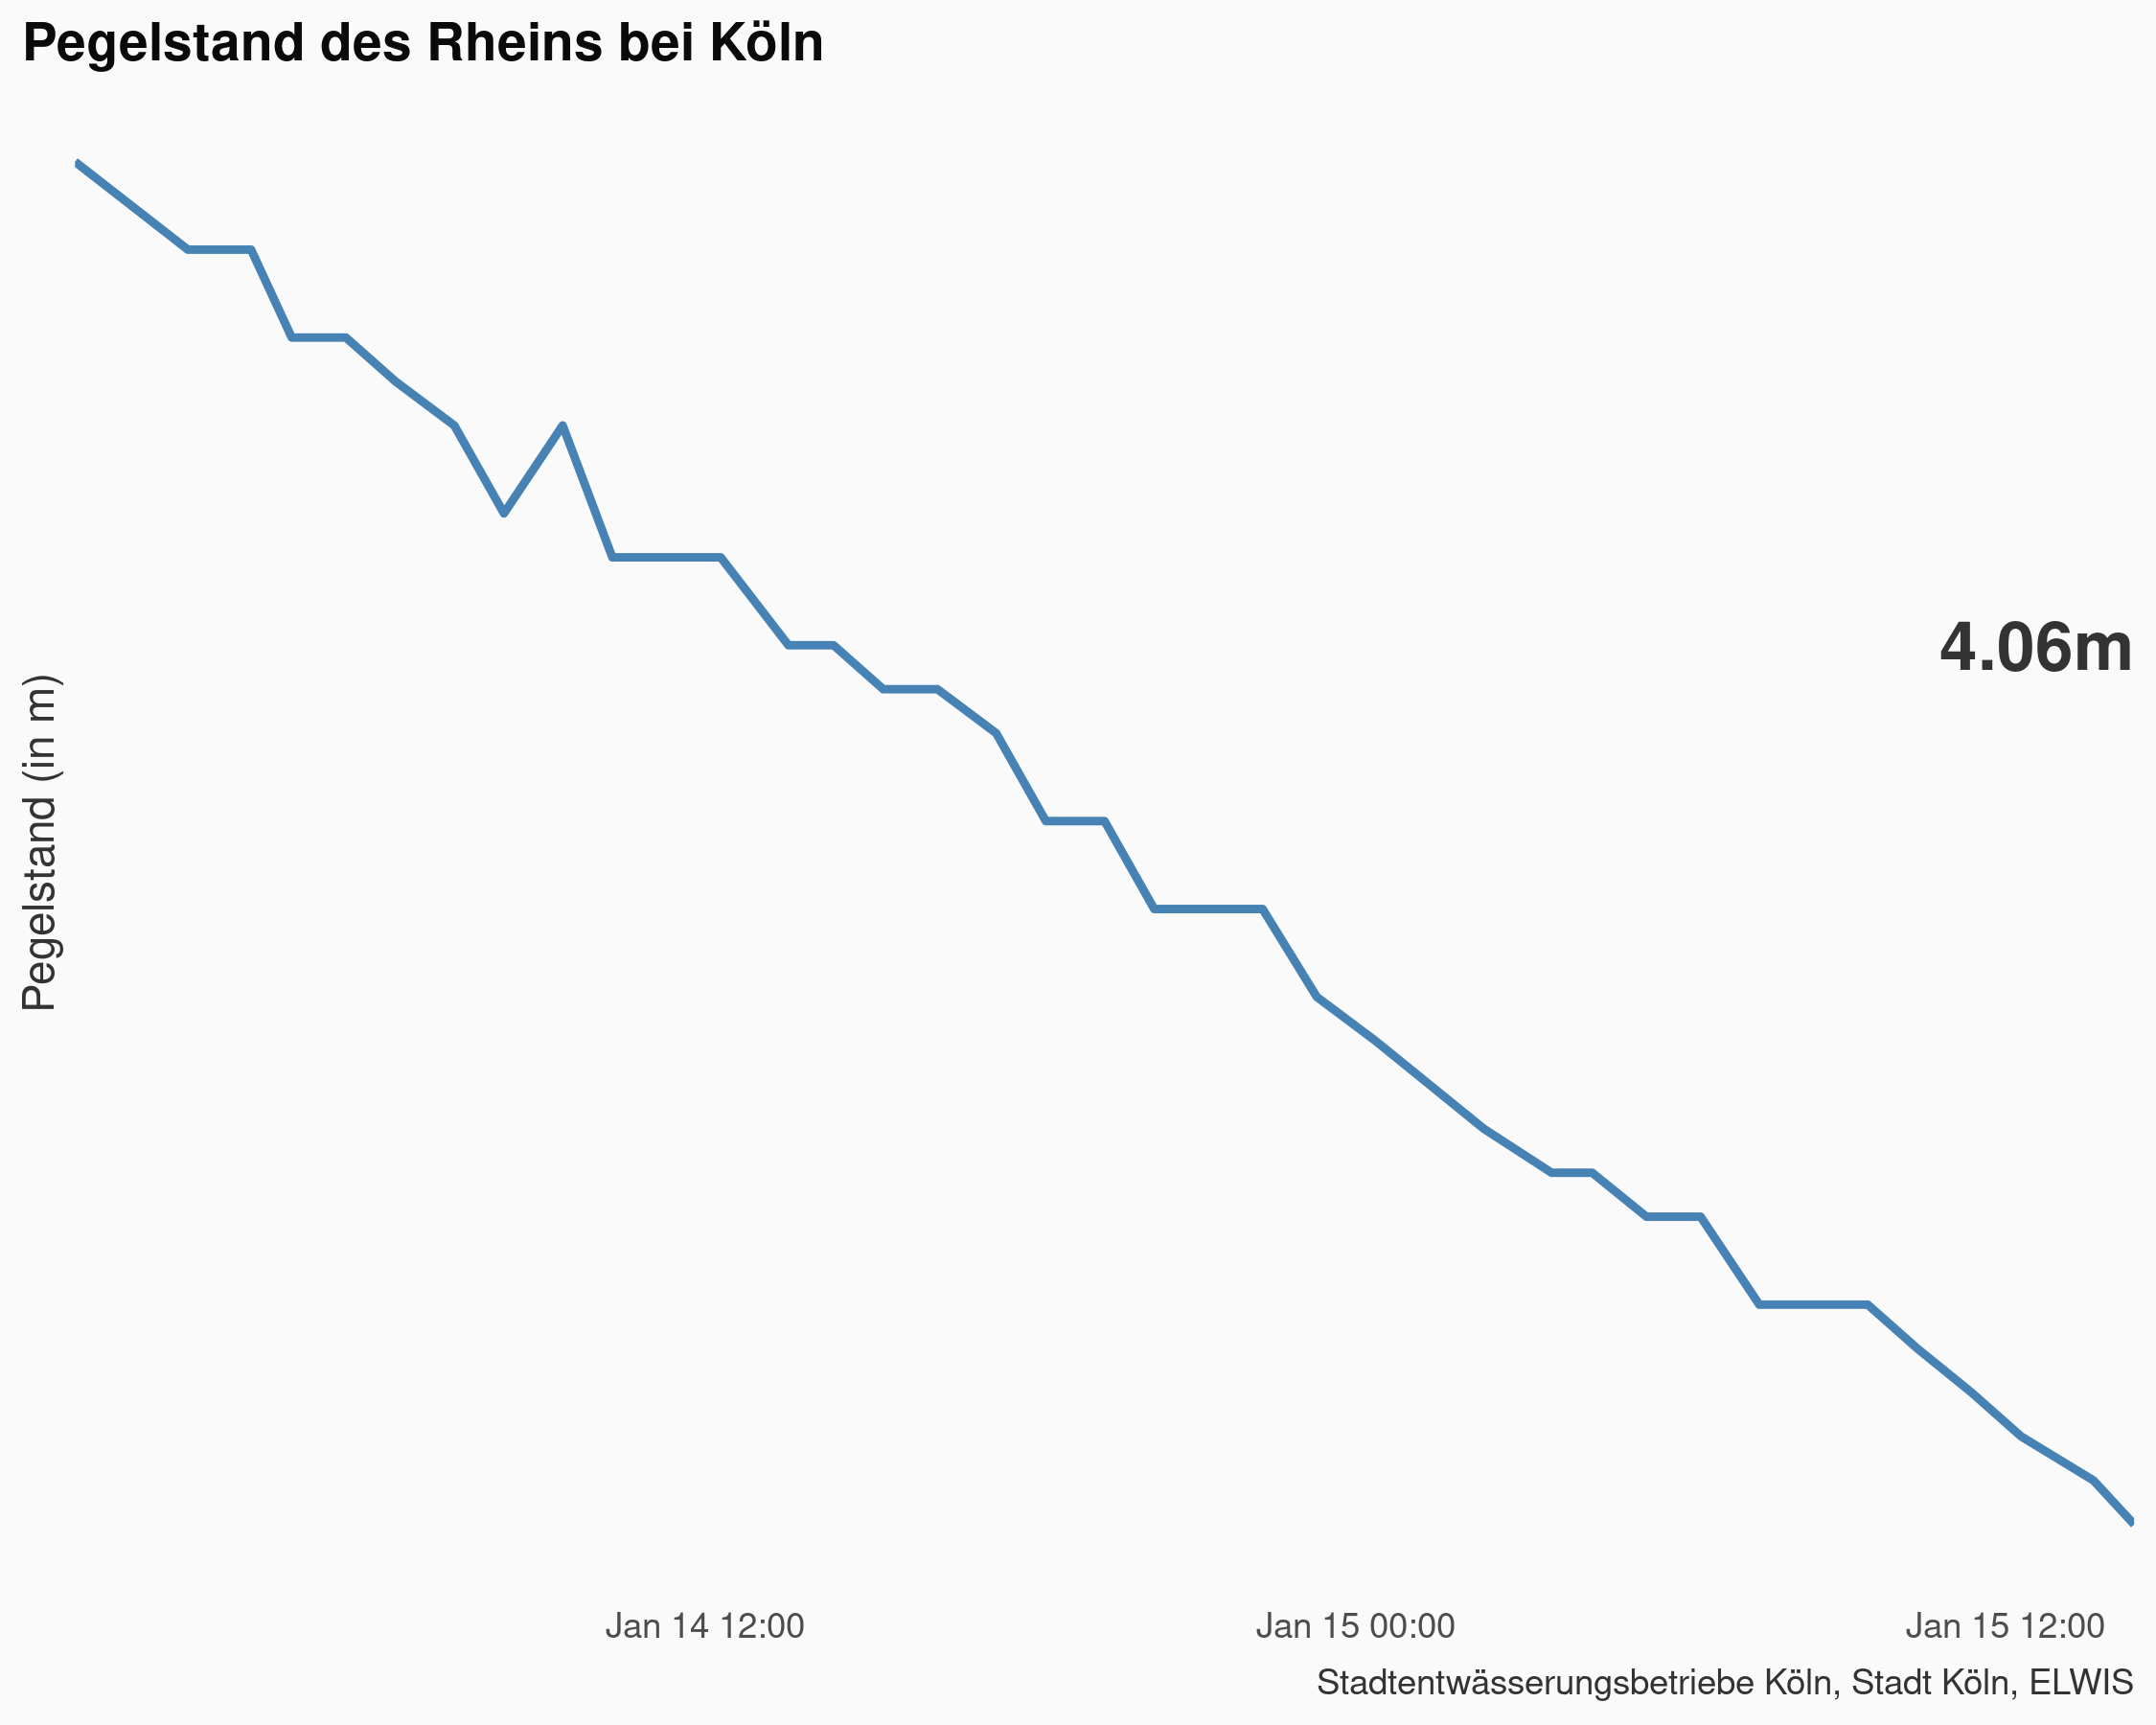 Pegelstand des Rheins bei Köln
4.06m
Pegelstand (in m)
Jan 14 12:00
Jan 15 00:00
Jan 15 12:00
Stadtentwässerungsbetriebe Köln, Stadt Köln, ELWIS